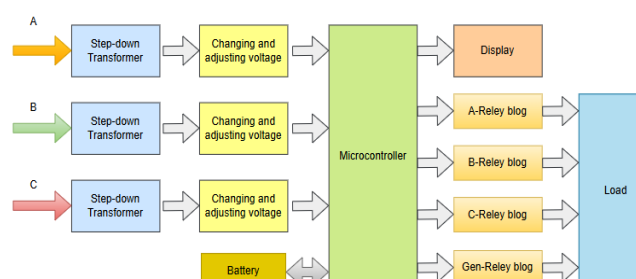 A
Step-down
Transformer
Changing and
adjusting voltage
Display
B
Step-down
Transformer
Changing and
adjusting voltage
A-Reley blog
Microcontroller
B-Reley blog
C
Step-down
Transformer
Changing and
adjusting voltage
C-Reley blog
Load
Battery
Gen-Reley blog